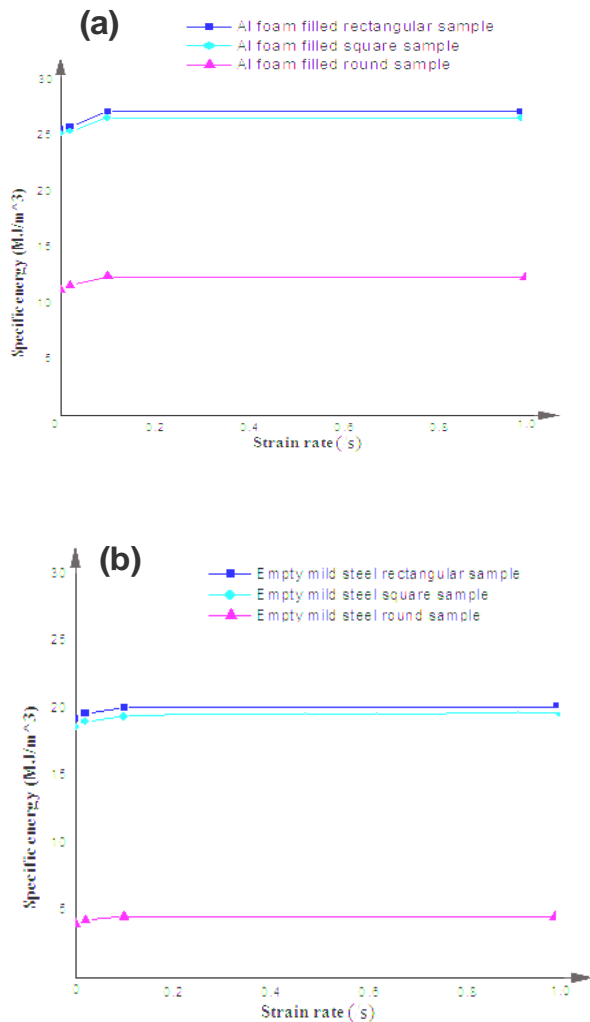 (a)
Al foam filled rectangular sample
Al foam filled square sample
Al foam filled round sample
30
25
20
15
10
5
0 0.2 0.4 0.6 0.8 1.0
Specific energy (MJ/m^3)
Strain rate (/s)
(b)
Empty mild steel rectangular sample
Empty mild steel square sample
Empty mild steel round sample
30
25
20
15
10
5
0 0.2 0.4 0.6 0.8 1.0
Specific energy (MJ/m^3)
Strain rate (/s)